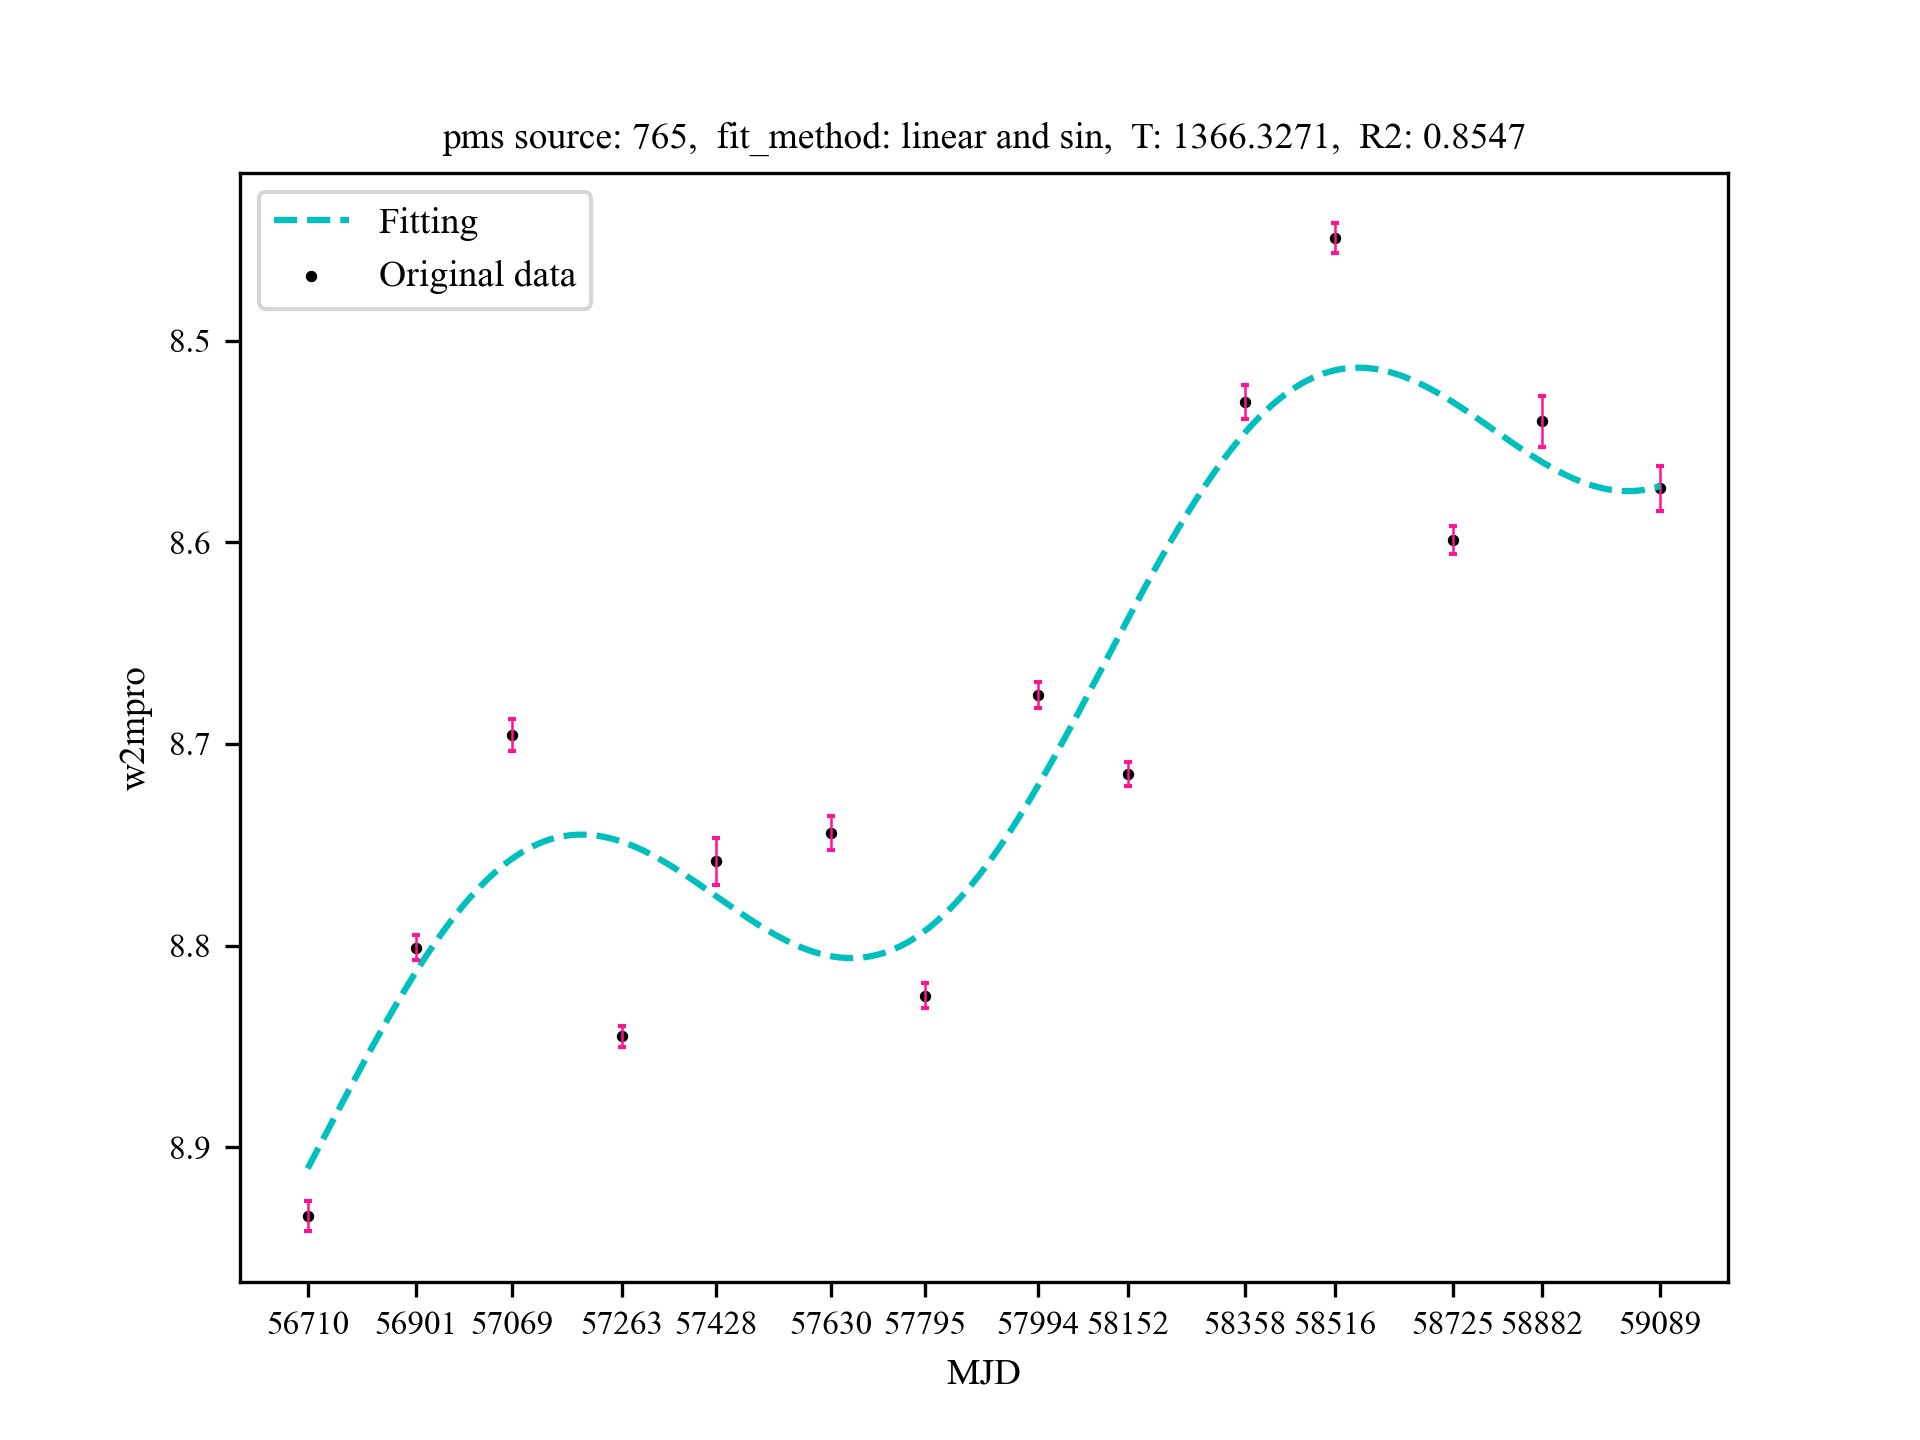 pms source: 765,  fit_method: linear and sin,  T: 1366.3271,  R2: 0.8547
Fitting
Original data
8.5
8.6
8.7
8.8
8.9
w2mpro
56710 56901 57069 57263 57428 57630 57795 57994 58152 58358 58516 58725 58882 59089
MJD